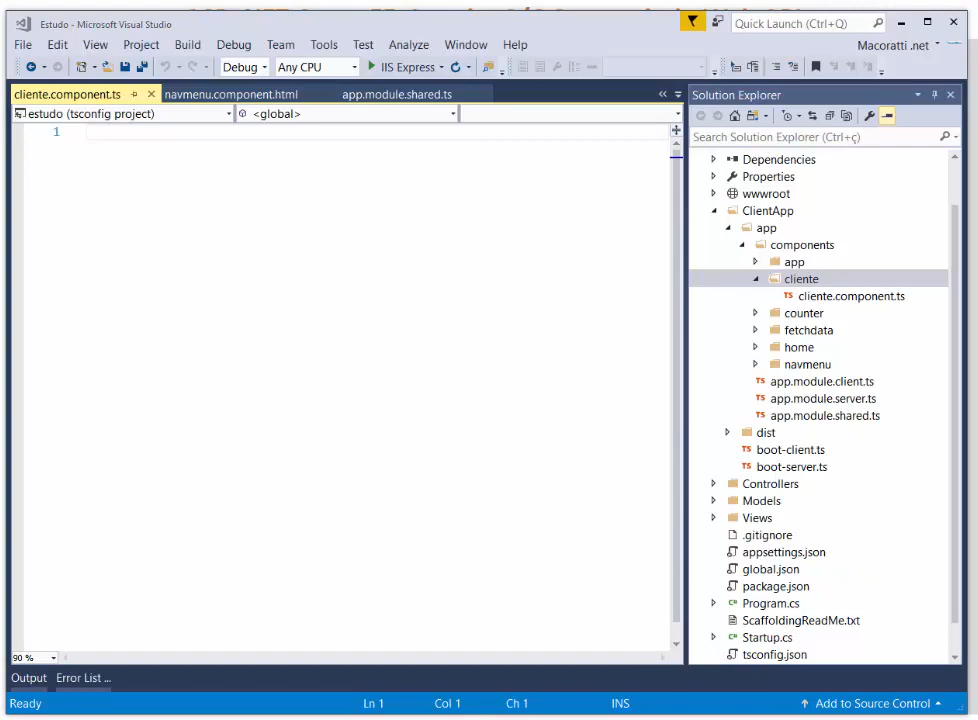 Estudo - Microsoft Visual Studio
Quick Launch (Ctrl+Q)
File Edit View Project Build Debug Team Tools Test Analyze Window Help
Macoratti .net
Debug Any CPU IIS Express
cliente.component.ts navmenu.component.html app.module.shared.ts
estudo (tsconfig project) <global>
1
90 %
Solution Explorer
Search Solution Explorer (Ctrl+ç)
Dependencies
Properties
wwwroot
ClientApp
app
components
app
cliente
TS cliente.component.ts
counter
fetchdata
home
navmenu
TS app.module.client.ts
TS app.module.server.ts
TS app.module.shared.ts
dist
TS boot-client.ts
TS boot-server.ts
Controllers
Models
Views
.gitignore
appsettings.json
global.json
package.json
C# Program.cs
ScaffoldingReadMe.txt
C# Startup.cs
tsconfig.json
Output Error List ...
Ready Ln 1 Col 1 Ch 1 INS Add to Source Control